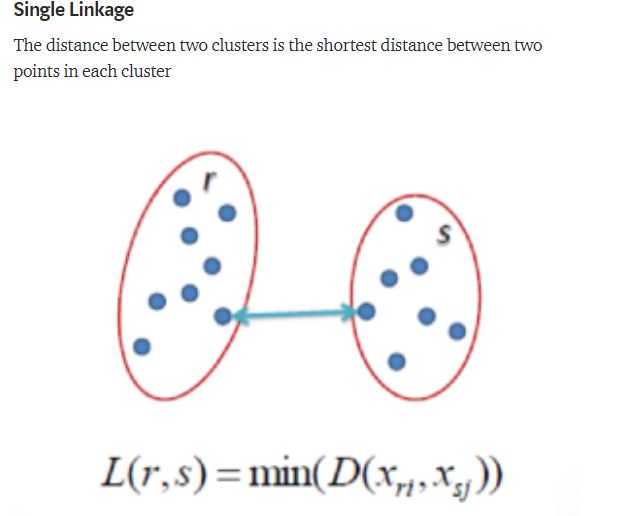 Single Linkage
The distance between two clusters is the shortest distance between two
points in each cluster
r
s
L(r,s) = min(D(x_{ri}, x_{sj}))